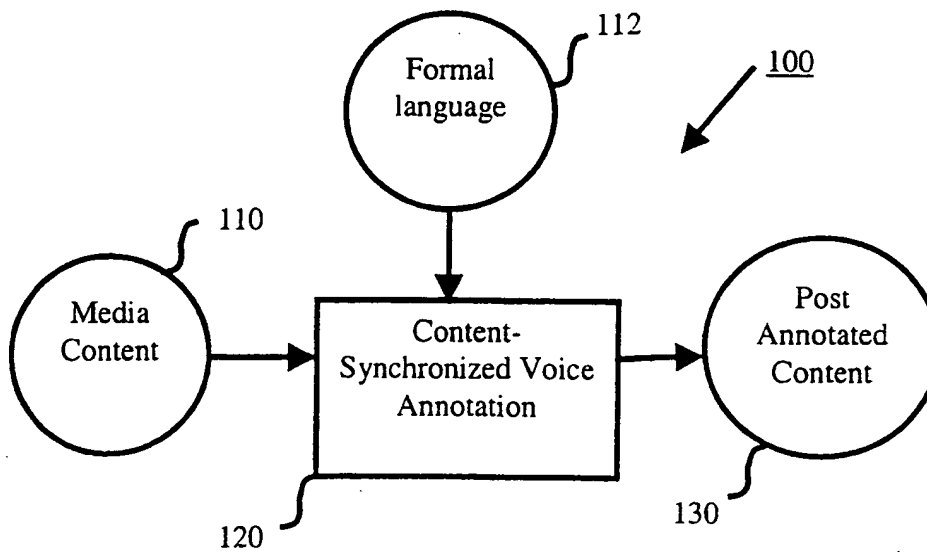 112
Formal
language
100
110
Media
Content
Content-
Synchronized Voice
Annotation
Post
Annotated
Content
120
130